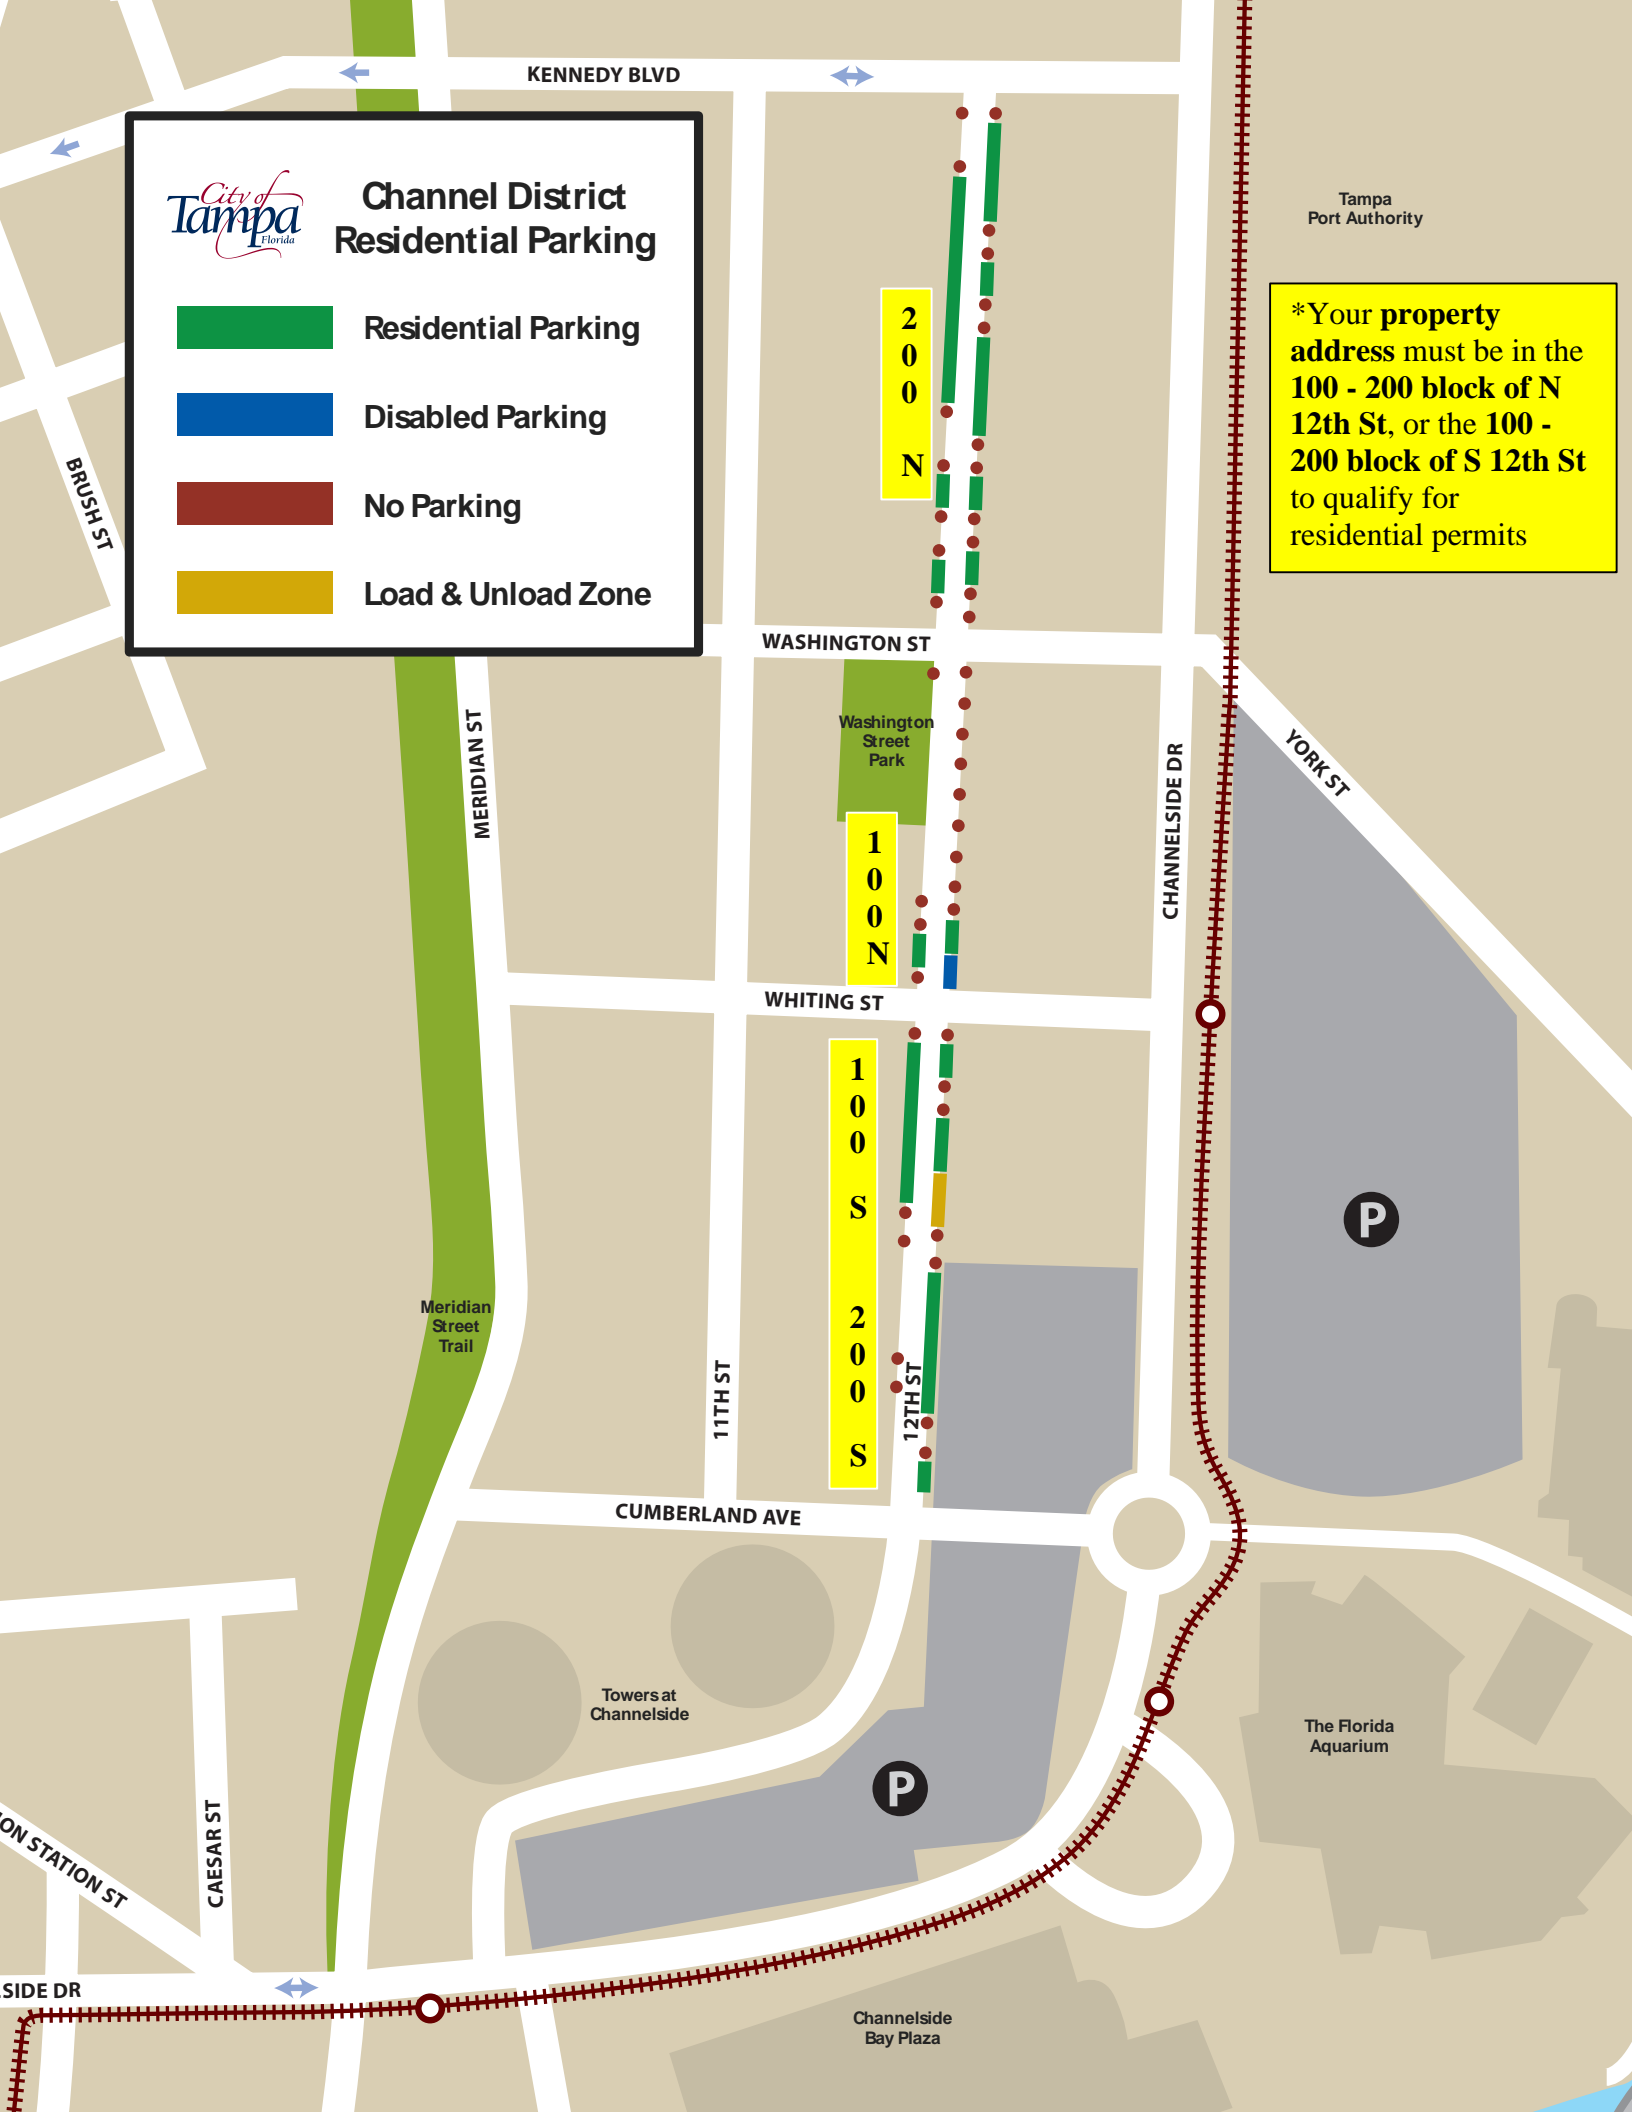 KENNEDY BLVD
City of
Tampa
Florida
Channel District
Residential Parking
Residential Parking
Disabled Parking
No Parking
Load & Unload Zone
Tampa
Port Authority
*Your property
address must be in the
100 - 200 block of N
12th St, or the 100 -
200 block of S 12th St
to qualify for
residential permits
2
0
0
N
BRUSH ST
WASHINGTON ST
Washington
Street
Park
MERIDIAN ST
CHANNELSIDE DR
YORK ST
1
0
0
N
WHITING ST
1
0
0
S
2
0
0
S
P
Meridian
Street
Trail
11TH ST
12TH ST
CUMBERLAND AVE
Towers at
Channelside
The Florida
Aquarium
P
CAESAR ST
ION STATION ST
SIDE DR
Channelside
Bay Plaza